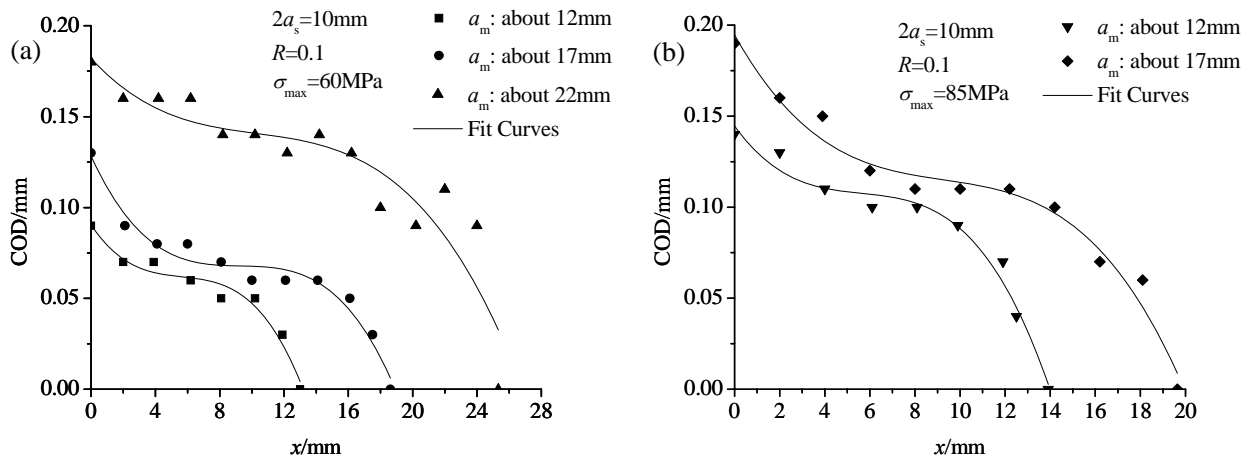 (a)
2a_s=10mm
R=0.1
σ_max=60MPa
a_m: about 12mm
a_m: about 17mm
a_m: about 22mm
Fit Curves
0.20
0.15
0.10
0.05
0.00
COD/mm
0 4 8 12 16 20 24 28
x/mm
(b)
2a_s=10mm
R=0.1
σ_max=85MPa
a_m: about 12mm
a_m: about 17mm
Fit Curves
0.20
0.15
0.10
0.05
0.00
COD/mm
0 2 4 6 8 10 12 14 16 18 20
x/mm